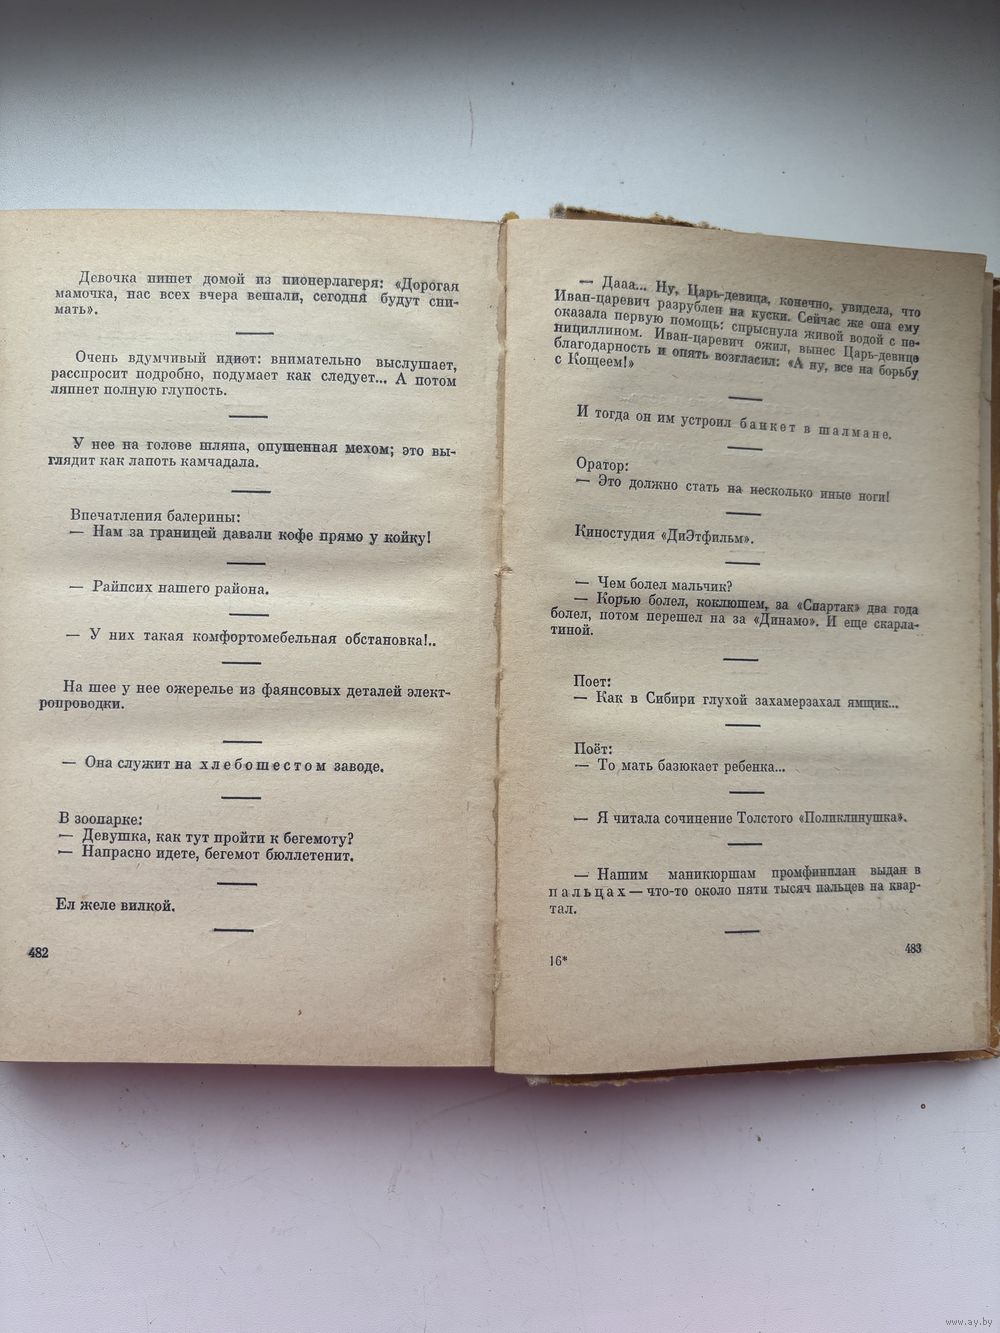 Девочка пишет домой из пионерлагеря: «Дорогая
мамочка, нас всех вчера вешали, сегодня будут сни-
мать».
Очень вдумчивый идиот: внимательно выслушает,
расспросит подробно, подумает как следует... А потом
ляпнет полную глупость.
У нее на голове шляпа, опушенная мехом; это вы-
глядит как лапоть камчадала.
Впечатления балерины:
— Нам за границей давали кофе прямо у койку!
— Райпсих нашего района.
— У них такая комфортомебельная обстановка!..
На шее у нее ожерелье из фаянсовых деталей элект-
ропроводки.
— Она служит на хлебошестом заводе.
В зоопарке:
— Девушка, как тут пройти к бегемоту?
— Напрасно идете, бегемот бюллетенит.
Ел желе вилкой.
482
— Дааа... Ну, Царь-девица, конечно, увидела, что
Иван-царевич разрублен на куски. Сейчас же она ему
оказала первую помощь: спрыснула живой водой с пе-
нициллином. Иван-царевич ожил, вынес Царь-девице
благодарность и опять возгласил: «А ну, все на борьбу
с Кощеем!»
И тогда он им устроил банкет в шалмане.
Оратор:
— Это должно стать на несколько иные ноги!
Киностудия «ДиЭтфильм».
— Чем болел мальчик?
— Корью болел, коклюшем, за «Спартак» два года
болел, потом перешел на за «Динамо». И еще скарла-
тиной.
Поет:
— Как в Сибири глухой захамерзахал ямщик...
Поёт:
— То мать базюкает ребенка...
— Я читала сочинение Толстого «Поликлинушка».
— Нашим маникюршам промфинплан выдан в
пальцах — что-то около пяти тысяч пальцев на квар-
тал.
16*
483
www.ay.by